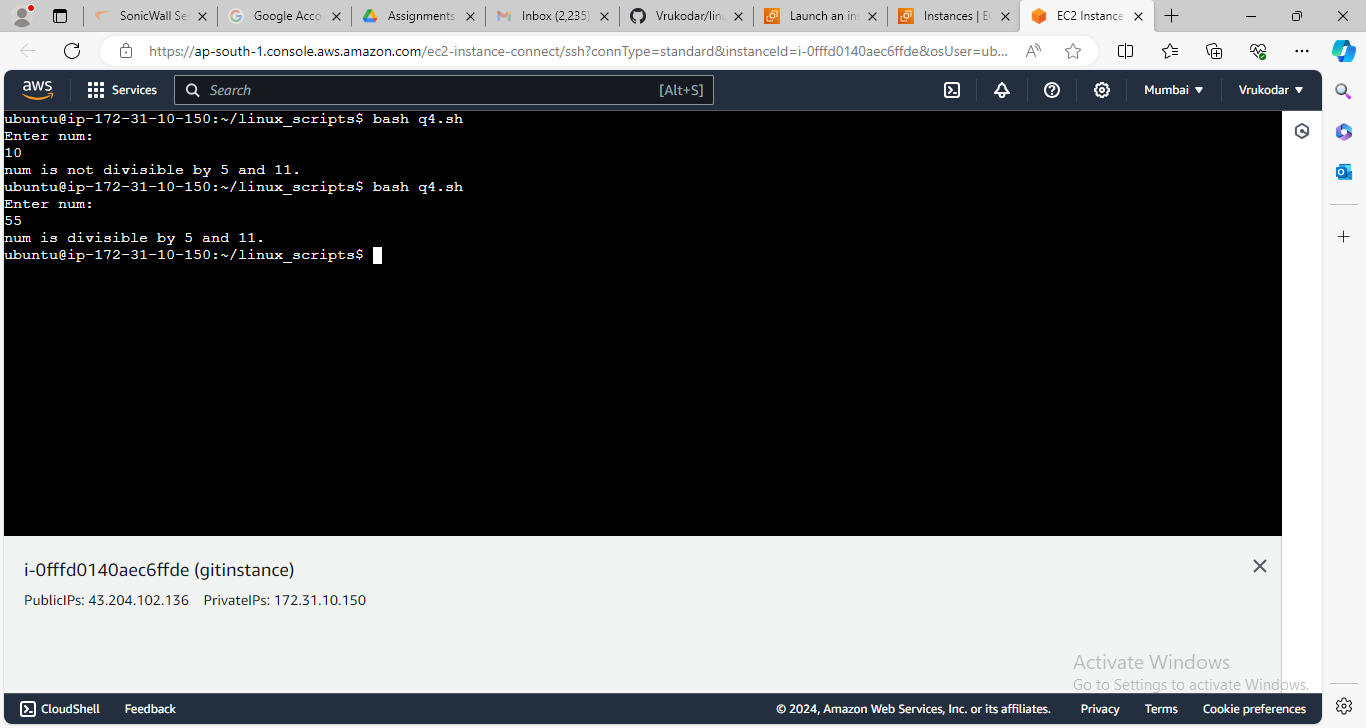 SonicWall Se
Google Acco
Assignments
Inbox (2,235)
Vrukodar/lin
Launch an in
Instances | E
EC2 Instance
https://ap-south-1.console.aws.amazon.com/ec2-instance-connect/ssh?connType=standard&instanceId=i-0fffd0140aec6ffde&osUser=ub...
aws
Services
Search
[Alt+S]
Mumbai
Vrukodar
ubuntu@ip-172-31-10-150:~/linux_scripts$ bash q4.sh
Enter num:
10
num is not divisible by 5 and 11.
ubuntu@ip-172-31-10-150:~/linux_scripts$ bash q4.sh
Enter num:
55
num is divisible by 5 and 11.
ubuntu@ip-172-31-10-150:~/linux_scripts$
i-0fffd0140aec6ffde (gitinstance)
PublicIPs: 43.204.102.136 PrivateIPs: 172.31.10.150
Activate Windows
Go to Settings to activate Windows.
CloudShell
Feedback
© 2024, Amazon Web Services, Inc. or its affiliates.
Privacy
Terms
Cookie preferences